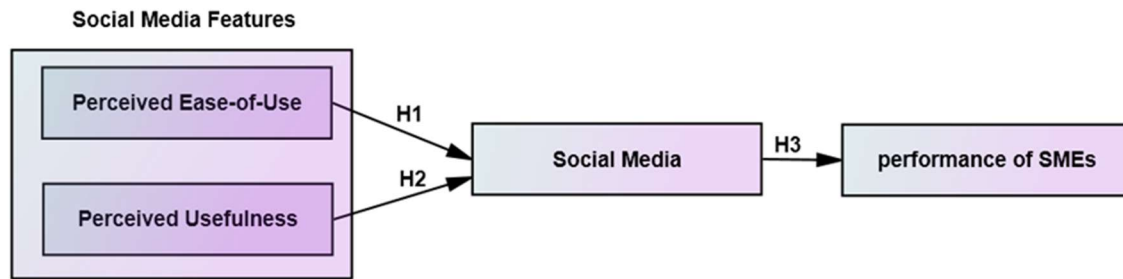 Social Media Features
Perceived Ease-of-Use
H1
Social Media
H3
performance of SMEs
H2
Perceived Usefulness